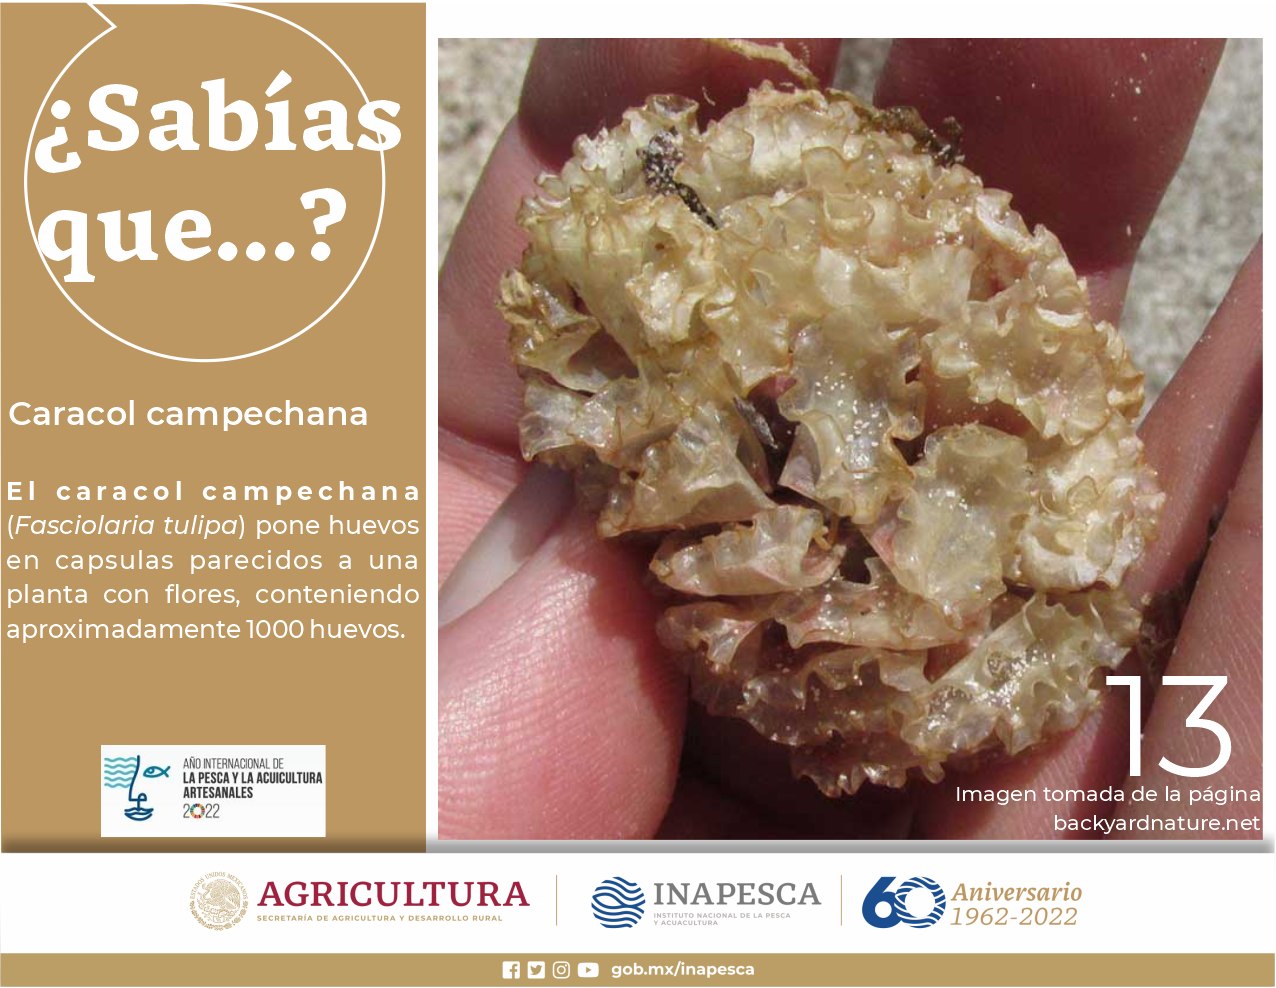 ¿Sabías
que...?
Caracol campechana
El caracol campechana
(Fasciolaria tulipa) pone huevos
en capsulas parecidos a una
planta con flores, conteniendo
aproximadamente 1000 huevos.
AÑO INTERNACIONAL DE
LA PESCA Y LA ACUICULTURA
ARTESANALES
2022
13
Imagen tomada de la página
backyardnature.net
ESTADOS UNIDOS MEXICANOS
AGRICULTURA
SECRETARÍA DE AGRICULTURA Y DESARROLLO RURAL
INAPESCA
INSTITUTO NACIONAL DE LA PESCA
Y ACUACULTURA
60 Aniversario
1962-2022
gob.mx/inapesca